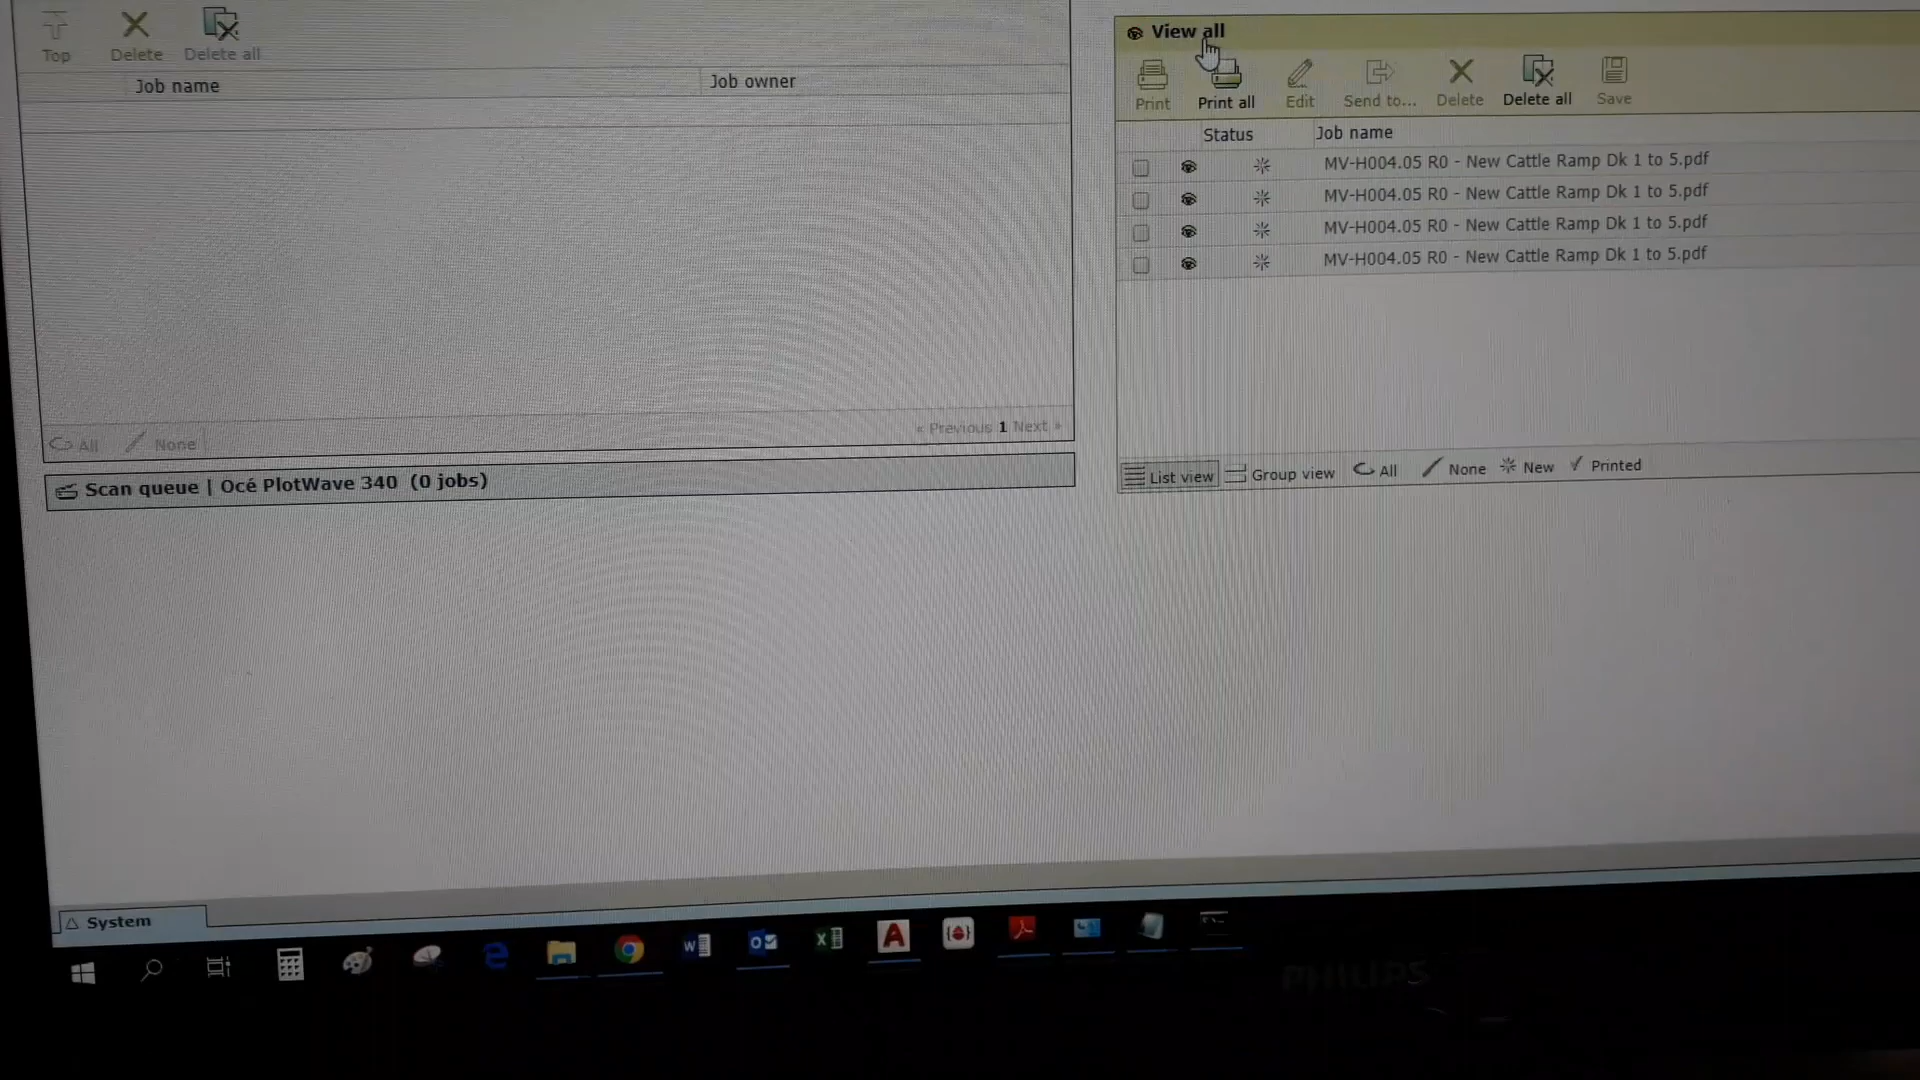 Top Delete Delete all
Job name Job owner
All None « Previous 1 Next »
Scan queue | Océ PlotWave 340 (0 jobs)
View all
Print Print all Edit Send to... Delete Delete all Save
Status Job name
MV-H004.05 R0 - New Cattle Ramp Dk 1 to 5.pdf
MV-H004.05 R0 - New Cattle Ramp Dk 1 to 5.pdf
MV-H004.05 R0 - New Cattle Ramp Dk 1 to 5.pdf
MV-H004.05 R0 - New Cattle Ramp Dk 1 to 5.pdf
List view Group view All None New Printed
System
PHILIPS